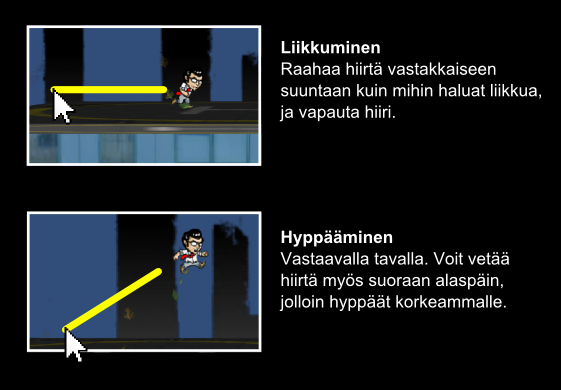 Liikkuminen
Raahaa hiirtä vastakkaiseen
suuntaan kuin mihin haluat liikkua,
ja vapauta hiiri.
Hyppääminen
Vastaavalla tavalla. Voit vetää
hiirtä myös suoraan alaspäin,
jolloin hyppäät korkeammalle.